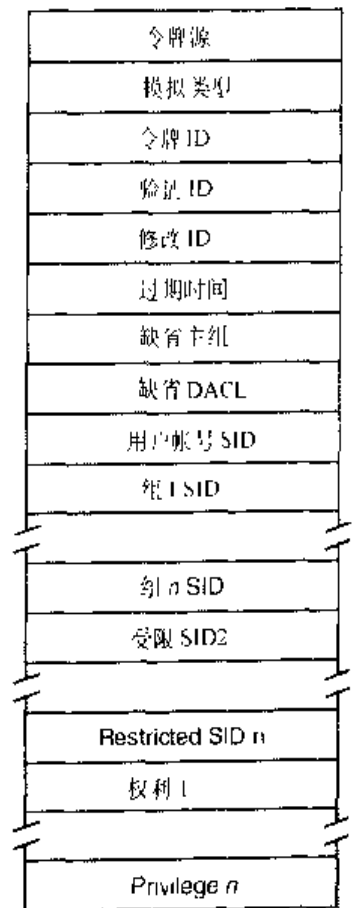 令牌源
模拟类型
令牌 ID
验证 ID
修改 ID
过期时间
缺省主组
缺省 DACL
用户帐号 SID
组 1 SID
组 n SID
受限 SID2
Restricted SID n
权利 1
Privilege n